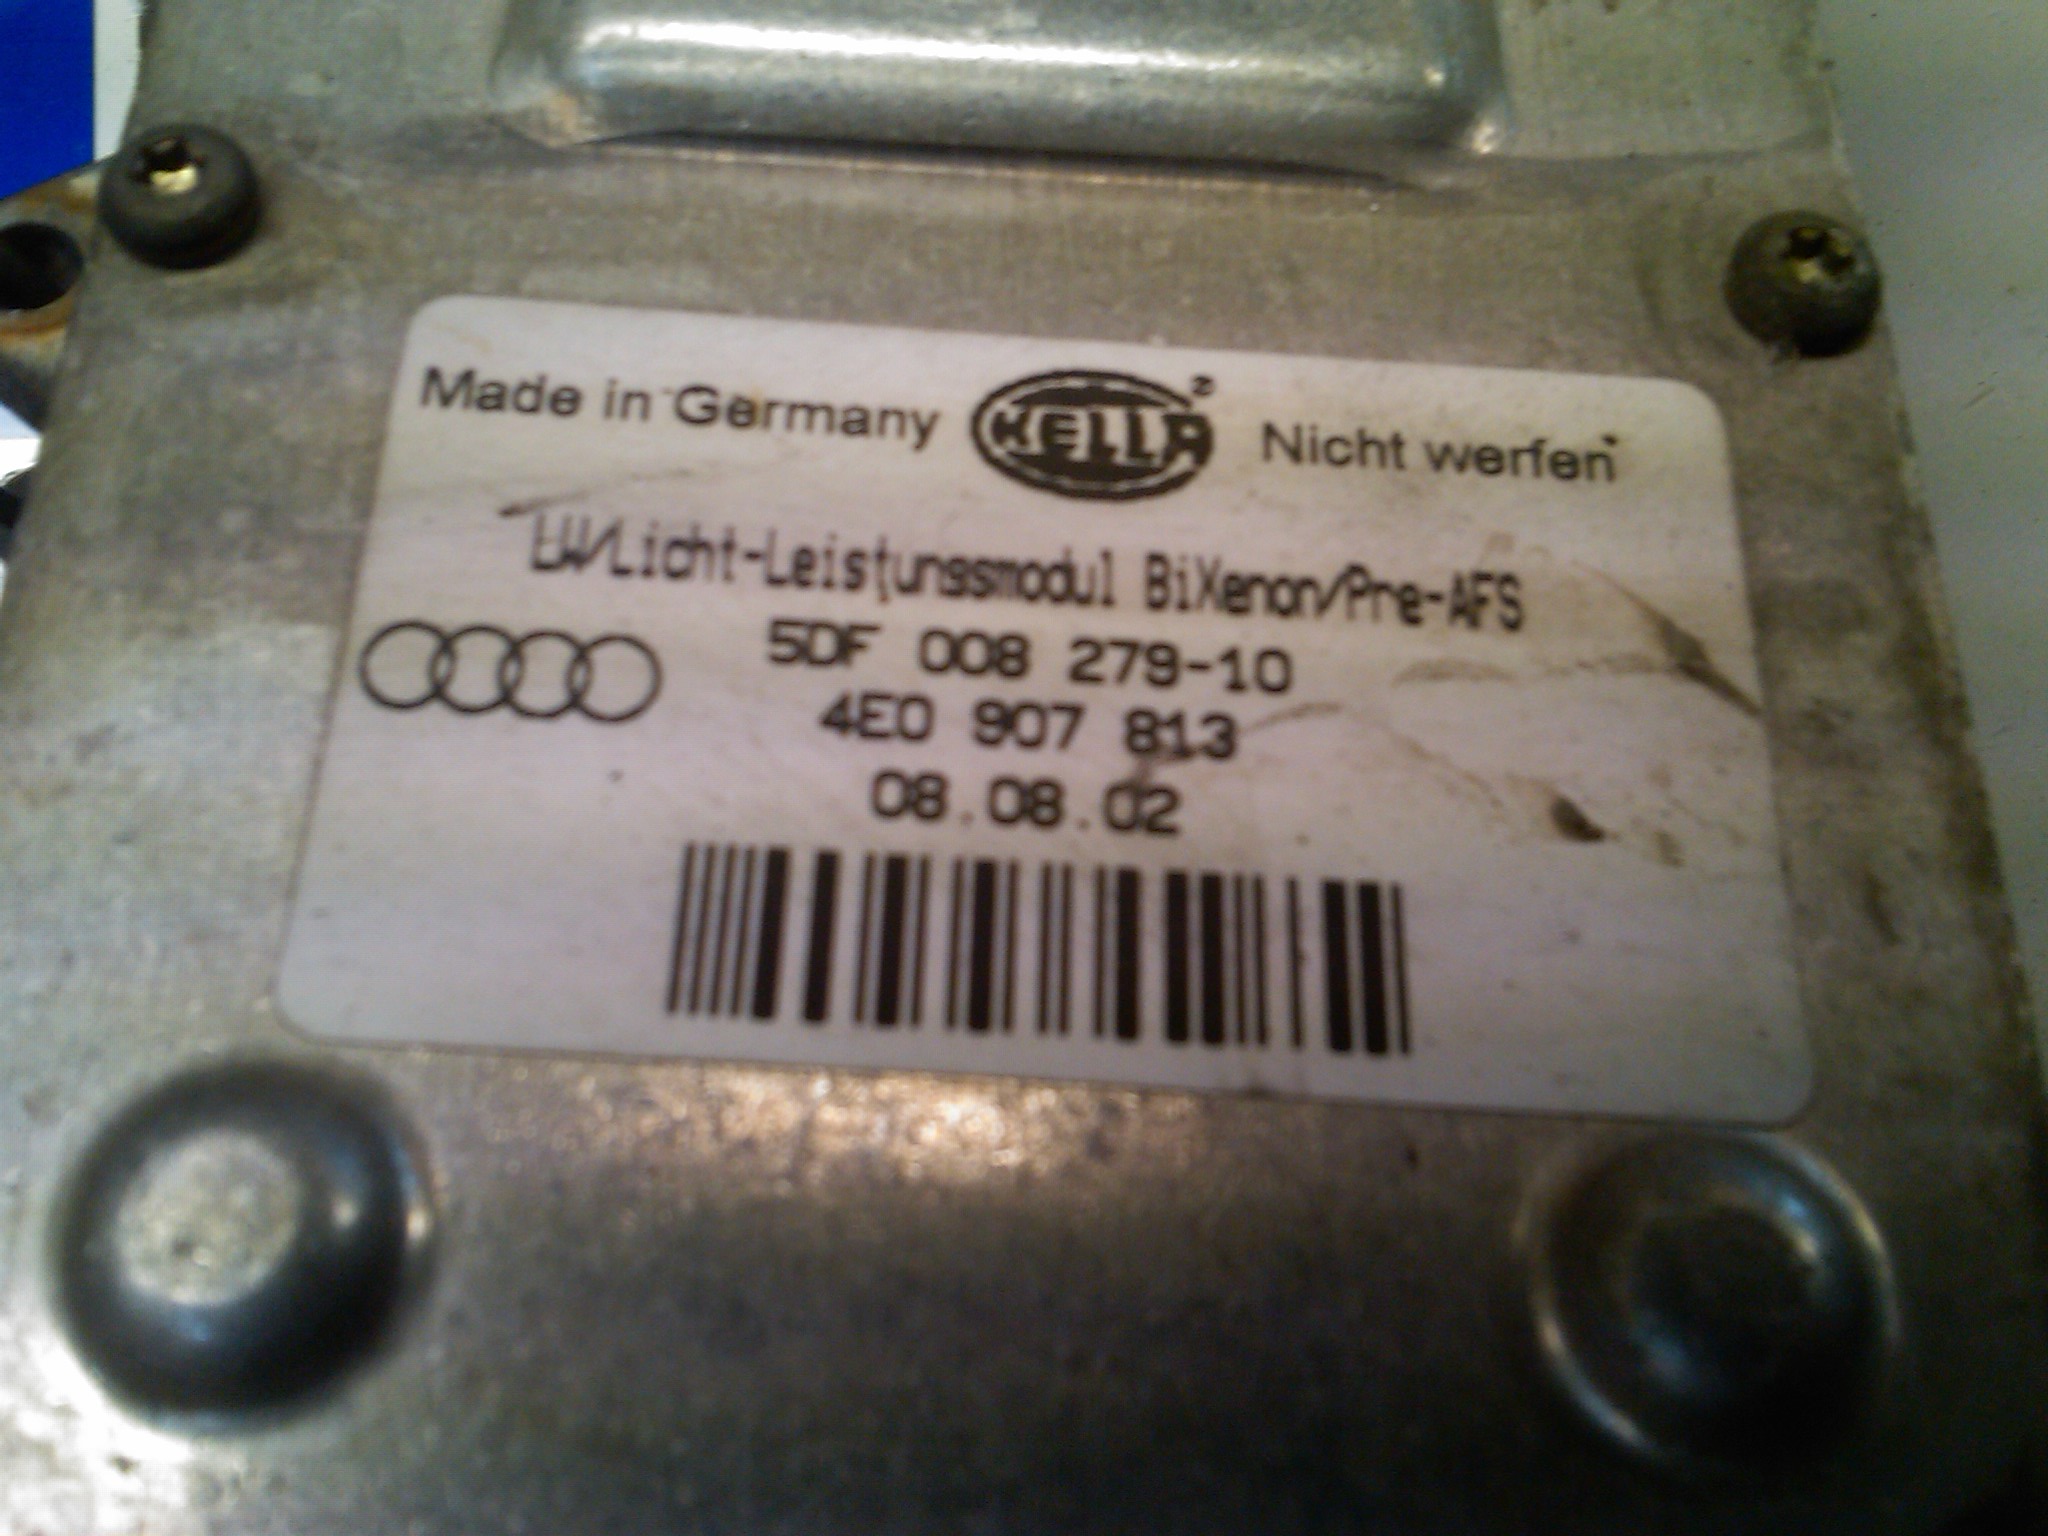 Made in Germany HELLA Nicht werfen
LW/Licht-Leistungssmodul BiXenon/Pre-AFS
5DF 008 279-10
4E0 907 813
08.08.02